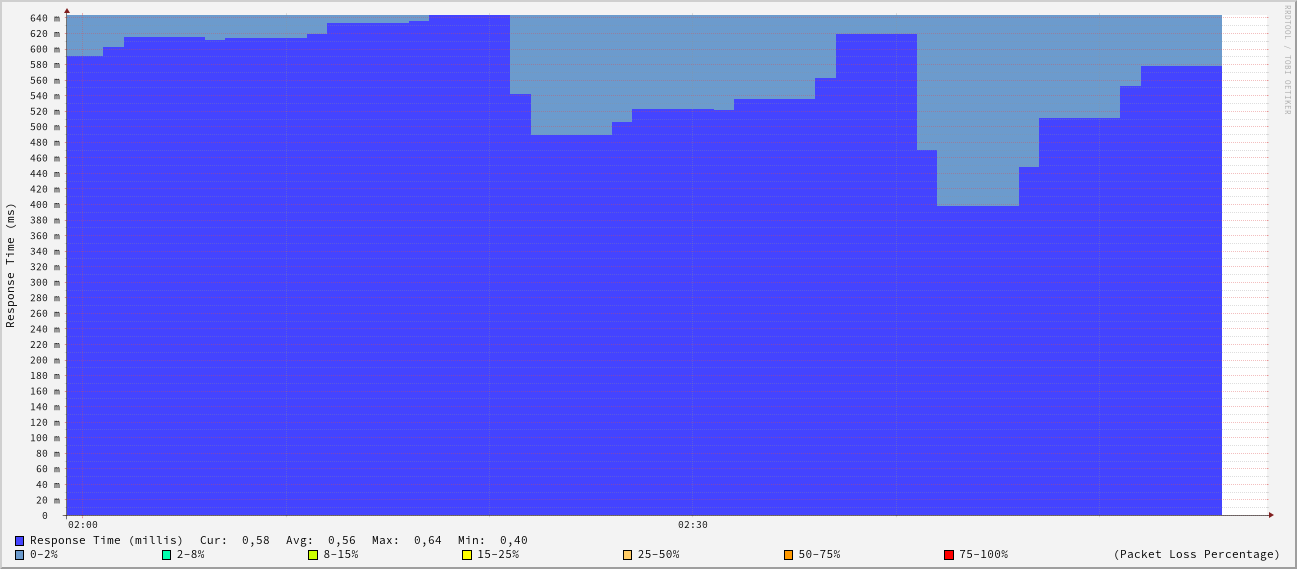 RRDTOOL / TOBI OETIKER
Response Time (ms)
640 m
620 m
600 m
580 m
560 m
540 m
520 m
500 m
480 m
460 m
440 m
420 m
400 m
380 m
360 m
340 m
320 m
300 m
280 m
260 m
240 m
220 m
200 m
180 m
160 m
140 m
120 m
100 m
80 m
60 m
40 m
20 m
0
02:00 02:30
Response Time (millis) Cur: 0,58 Avg: 0,56 Max: 0,64 Min: 0,40
0-2% 2-8% 8-15% 15-25% 25-50% 50-75% 75-100% (Packet Loss Percentage)